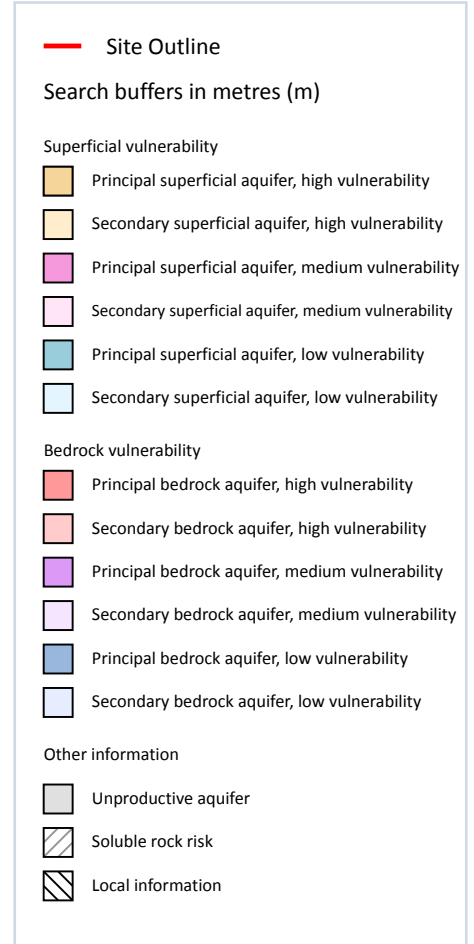 Site Outline
Search buffers in metres (m)
Superficial vulnerability
Principal superficial aquifer, high vulnerability
Secondary superficial aquifer, high vulnerability
Principal superficial aquifer, medium vulnerability
Secondary superficial aquifer, medium vulnerability
Principal superficial aquifer, low vulnerability
Secondary superficial aquifer, low vulnerability
Bedrock vulnerability
Principal bedrock aquifer, high vulnerability
Secondary bedrock aquifer, high vulnerability
Principal bedrock aquifer, medium vulnerability
Secondary bedrock aquifer, medium vulnerability
Principal bedrock aquifer, low vulnerability
Secondary bedrock aquifer, low vulnerability
Other information
Unproductive aquifer
Soluble rock risk
Local information